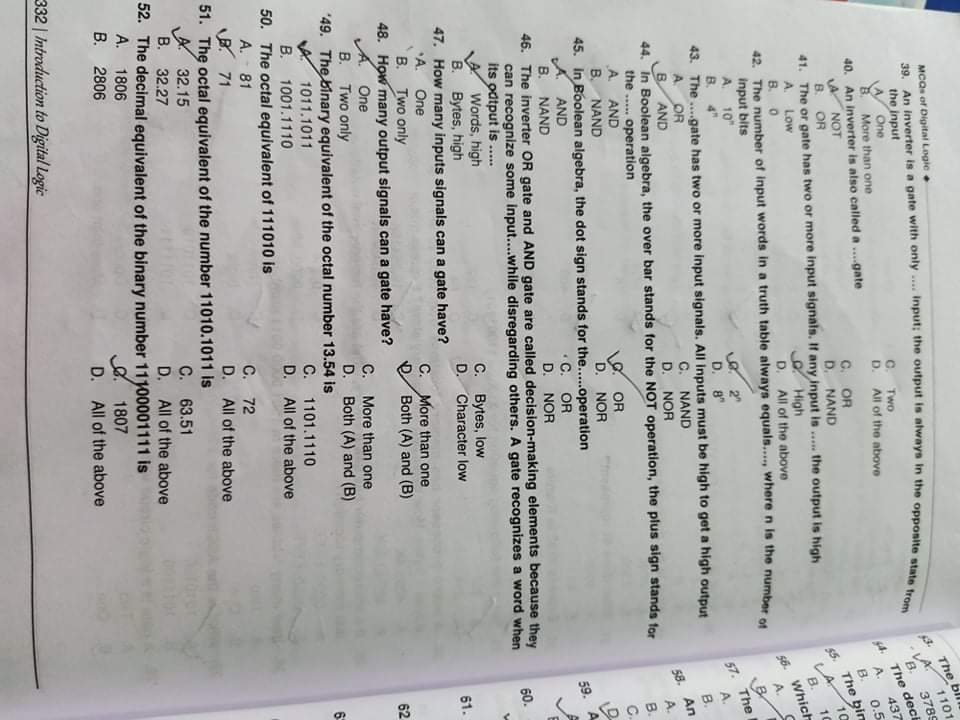 MCQs of Digital Logic ◆
39. An inverter is a gate with only .... input; the output is always in the opposite state from
the input
A. One C. Two
B. More than one D. All of the above
40. An inverter is also called a ....gate
A. NOT C. OR
B. OR D. NAND
41. The or gate has two or more input signals. If any input is ..... the output is high
A. Low C. High
B. 0 D. All of the above
42. The number of input words in a truth table always equals...., where n is the number of
input bits
A. 10ⁿ C. 2ⁿ
B. 4ⁿ D. 8ⁿ
43. The ....gate has two or more input signals. All inputs must be high to get a high output
A. OR C. NAND
B. AND D. NOR
44. In Boolean algebra, the over bar stands for the NOT operation, the plus sign stands for
the ..... operation
A. AND C. OR
B. NAND D. NOR
45. In Boolean algebra, the dot sign stands for the.....operation
A. AND C. OR
B. NAND D. NOR
46. The inverter OR gate and AND gate are called decision-making elements because they
can recognize some input....while disregarding others. A gate recognizes a word when
its output is .....
A. Words, high C. Bytes, low
B. Bytes, high D. Character low
47. How many inputs signals can a gate have?
A. One C. More than one
B. Two only D. Both (A) and (B)
48. How many output signals can a gate have?
A. One C. More than one
B. Two only D. Both (A) and (B)
49. The binary equivalent of the octal number 13.54 is
A. 1011.1011 C. 1101.1110
B. 1001.1110 D. All of the above
50. The octal equivalent of 111010 is
A. 81 C. 72
B. 71 D. All of the above
51. The octal equivalent of the number 11010.1011 is
A. 32.15 C. 63.51
B. 32.27 D. All of the above
52. The decimal equivalent of the binary number 11100001111 is
A. 1806 C. 1807
B. 2806 D. All of the above
332 | Introduction to Digital Logic
53. The
A. 1101
B. 3789
54. The
A. 437
B. 0.5
55. The
A. 10
B. 10
56. Which
A.
B.
57. The
A.
B.
58. An
A.
B.
C.
D.
59. A
60.
61.
62